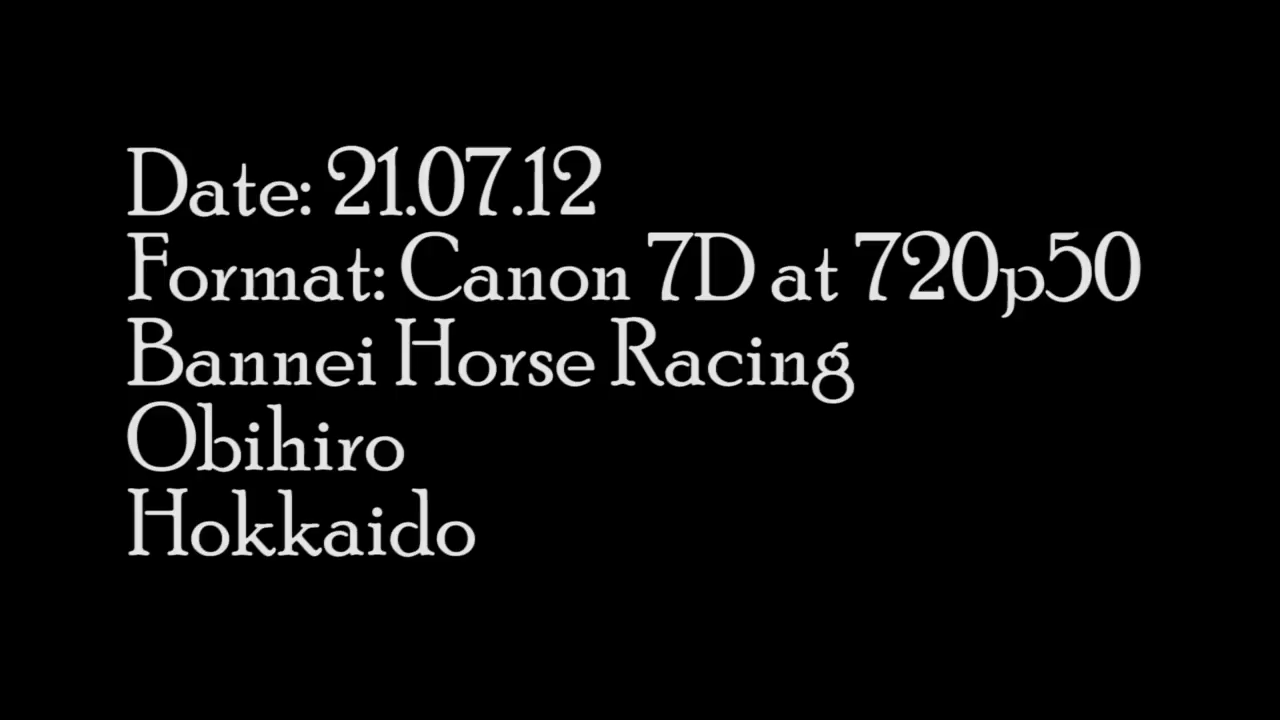 Date: 21.07.12
Format: Canon 7D at 720p50
Bannei Horse Racing
Obihiro
Hokkaido